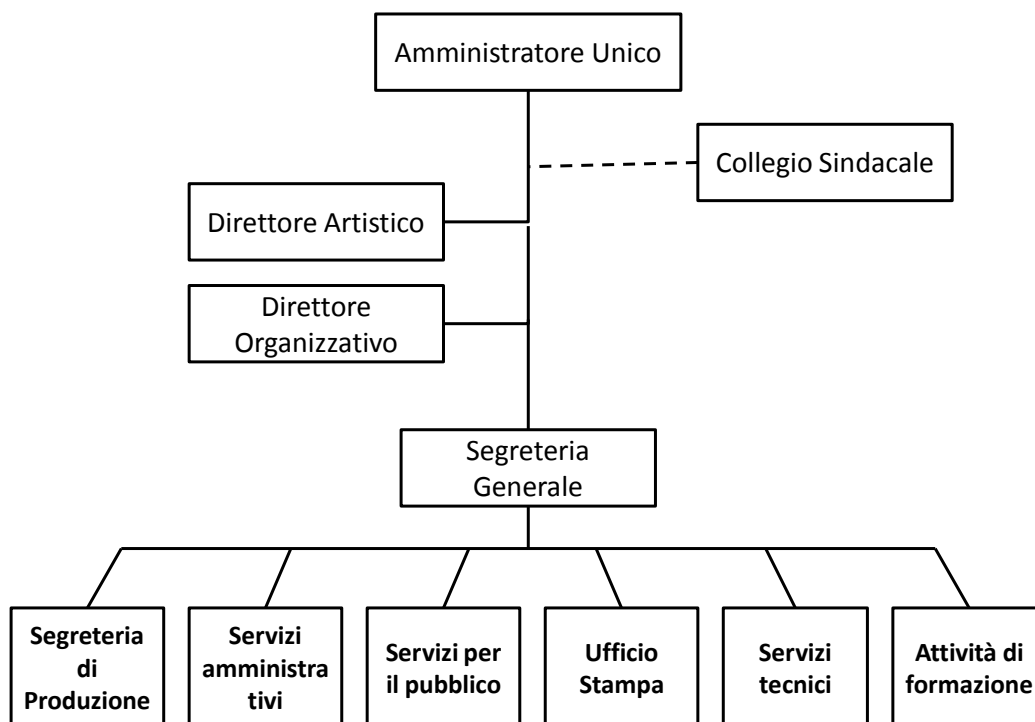 Amministratore Unico
Collegio Sindacale
Direttore Artistico
Direttore
Organizzativo
Segreteria
Generale
Segreteria
di
Produzione
Servizi
amministra
tivi
Servizi per
il pubblico
Ufficio
Stampa
Servizi
tecnici
Attività di
formazione